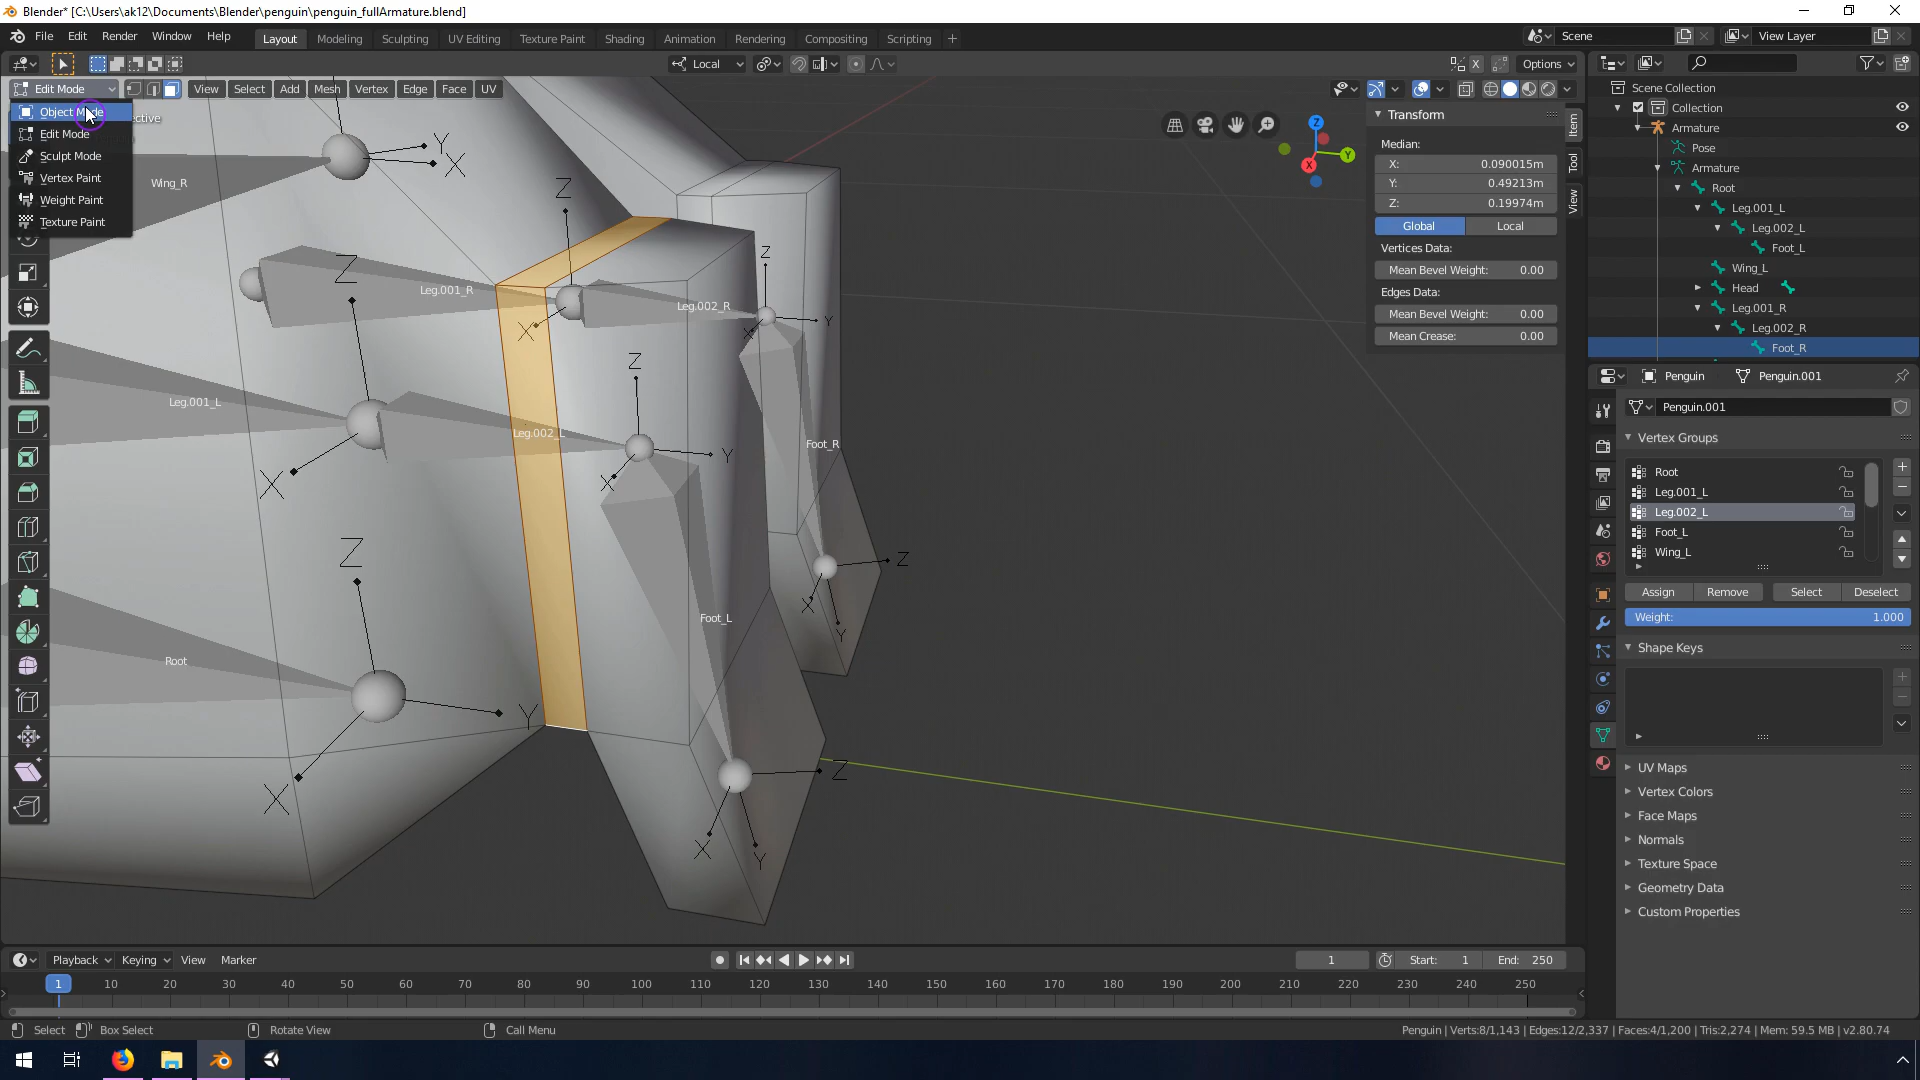 Blender* [C:\Users\ak12\Documents\Blender\penguin\penguin_fullArmature.blend]
File Edit Render Window Help Layout Modeling Sculpting UV Editing Texture Paint Shading Animation Rendering Compositing Scripting Scene View Layer
Local Options
Edit Mode View Select Add Mesh Vertex Edge Face UV
Object Mode
Edit Mode
Sculpt Mode
Vertex Paint
Weight Paint
Texture Paint
Wing_R
Leg.001_R
Leg.002_R
Leg.001_L
Leg.002_L
Foot_R
Foot_L
Root
Y
X
Z
Z
Z
X
X
Y
Z
X
Y
X
Z
X
Y
Z
Y
X
Z
X
Y
Z
X
Y
Transform
Median:
X: 0.090015m
Y: 0.49213m
Z: 0.19974m
Global Local
Vertices Data:
Mean Bevel Weight: 0.00
Edges Data:
Mean Bevel Weight: 0.00
Mean Crease: 0.00
Item
Tool
View
Scene Collection
Collection
Armature
Pose
Armature
Root
Leg.001_L
Leg.002_L
Foot_L
Wing_L
Head
Leg.001_R
Leg.002_R
Foot_R
Penguin Penguin.001
Penguin.001
Vertex Groups
Root
Leg.001_L
Leg.002_L
Foot_L
Wing_L
Assign Remove Select Deselect
Weight: 1.000
Shape Keys
UV Maps
Vertex Colors
Face Maps
Normals
Texture Space
Geometry Data
Custom Properties
Playback Keying View Marker 1 Start: 1 End: 250
1 10 20 30 40 50 60 70 80 90 100 110 120 130 140 150 160 170 180 190 200 210 220 230 240 250
Select Box Select Rotate View Call Menu Penguin | Verts:8/1,143 | Edges:12/2,337 | Faces:4/1,200 | Tris:2,274 | Mem: 59.5 MB | v2.80.74